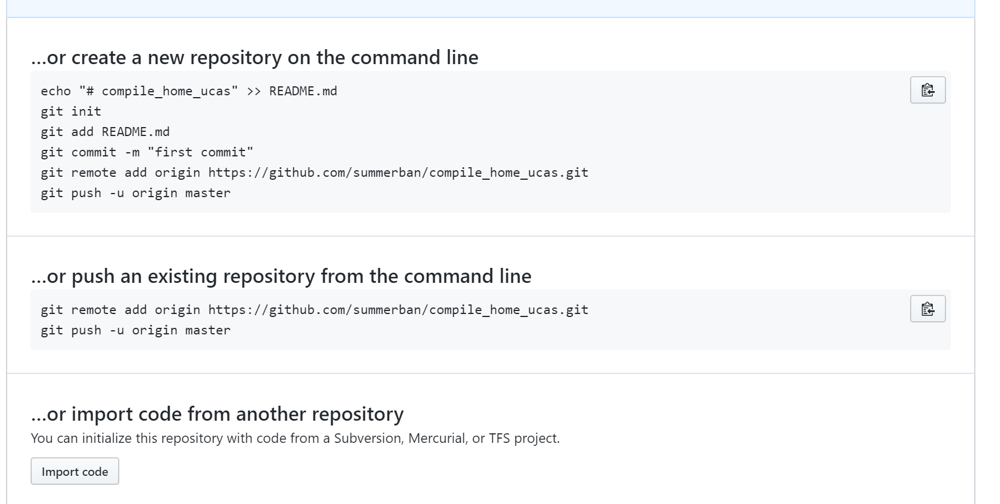 ...or create a new repository on the command line
echo "# compile_home_ucas" >> README.md
git init
git add README.md
git commit -m "first commit"
git remote add origin https://github.com/summerban/compile_home_ucas.git
git push -u origin master
...or push an existing repository from the command line
git remote add origin https://github.com/summerban/compile_home_ucas.git
git push -u origin master
...or import code from another repository
You can initialize this repository with code from a Subversion, Mercurial, or TFS project.
Import code